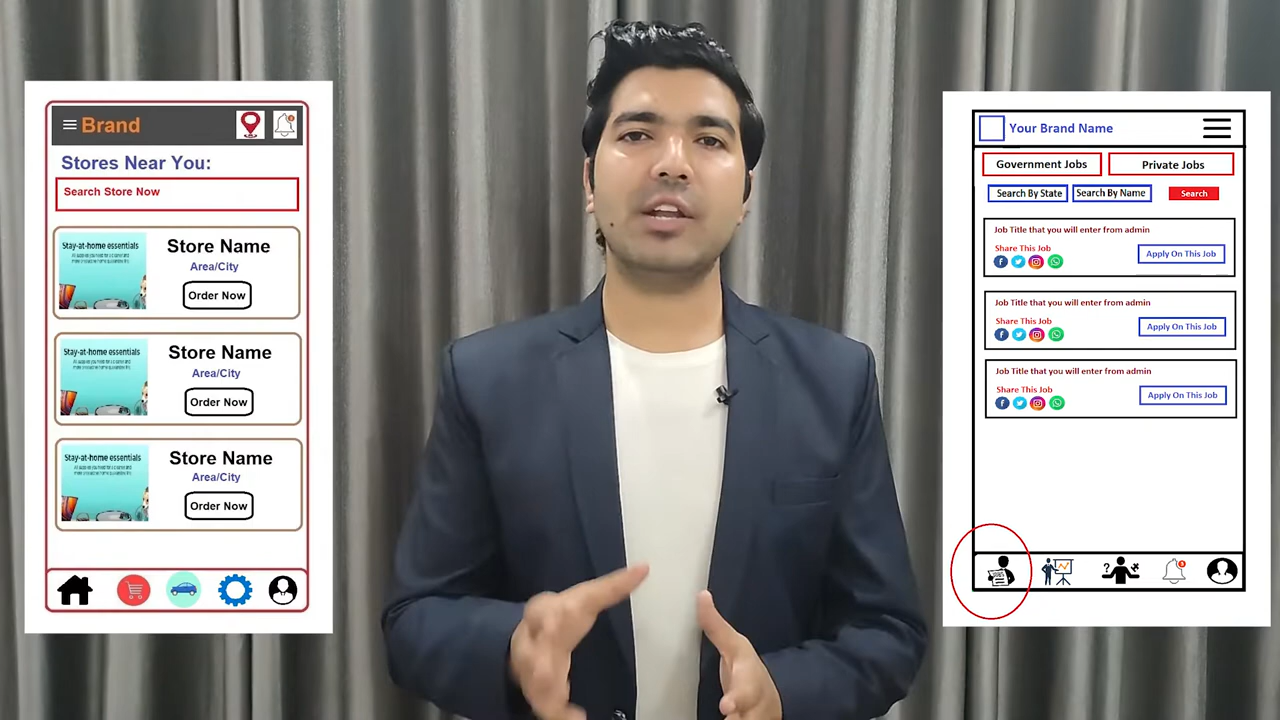 Brand
Stores Near You:
Search Store Now
Stay-at-home essentials
Store Name
Area/City
Order Now
Stay-at-home essentials
Store Name
Area/City
Order Now
Stay-at-home essentials
Store Name
Area/City
Order Now
Your Brand Name
Government Jobs
Private Jobs
Search By State
Search By Name
Search
Job Title that you will enter from admin
Share This Job
Apply On This Job
Job Title that you will enter from admin
Share This Job
Apply On This Job
Job Title that you will enter from admin
Share This Job
Apply On This Job